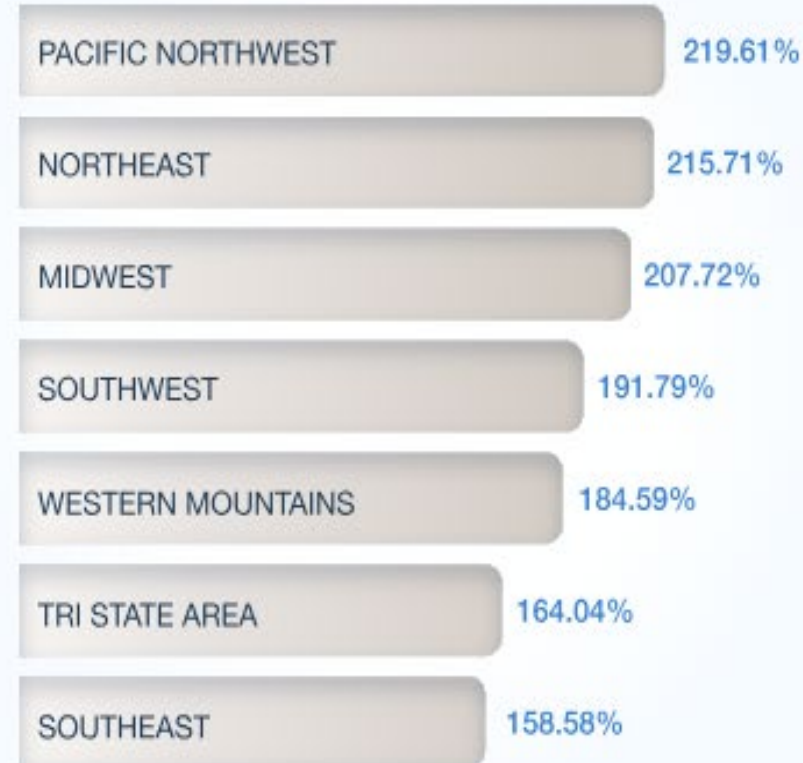 PACIFIC NORTHWEST 219.61%
NORTHEAST 215.71%
MIDWEST 207.72%
SOUTHWEST 191.79%
WESTERN MOUNTAINS 184.59%
TRI STATE AREA 164.04%
SOUTHEAST 158.58%